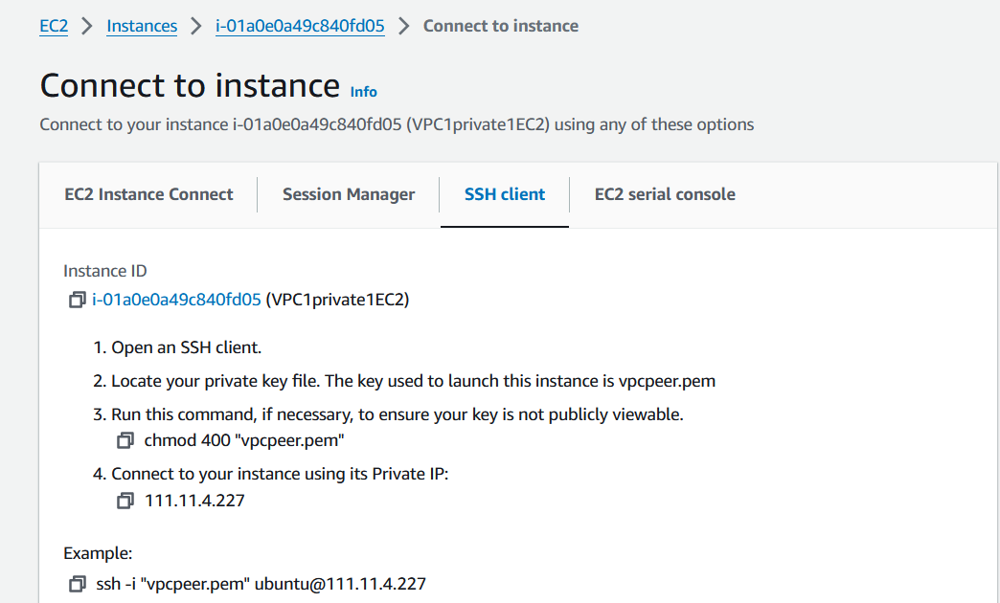 EC2 > Instances > i-01a0e0a49c840fd05 > Connect to instance
Connect to instance Info
Connect to your instance i-01a0e0a49c840fd05 (VPC1private1EC2) using any of these options
EC2 Instance Connect Session Manager SSH client EC2 serial console
Instance ID
i-01a0e0a49c840fd05 (VPC1private1EC2)
1. Open an SSH client.
2. Locate your private key file. The key used to launch this instance is vpcpeer.pem
3. Run this command, if necessary, to ensure your key is not publicly viewable.
chmod 400 "vpcpeer.pem"
4. Connect to your instance using its Private IP:
111.11.4.227
Example:
ssh -i "vpcpeer.pem" ubuntu@111.11.4.227